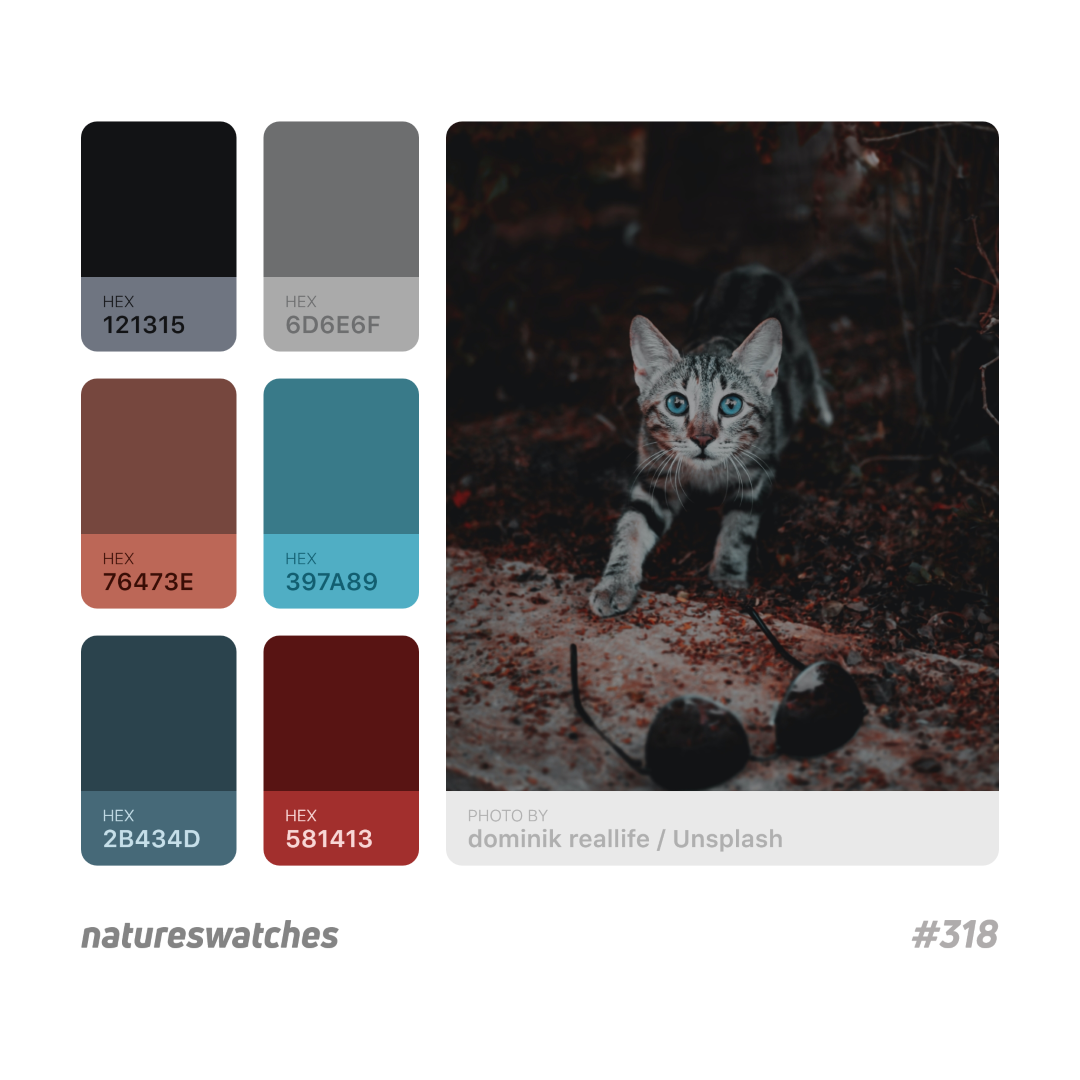 HEX
121315
HEX
6D6E6F
HEX
76473E
HEX
397A89
HEX
2B434D
HEX
581413
PHOTO BY
dominik reallife / Unsplash
natureswatches
#318